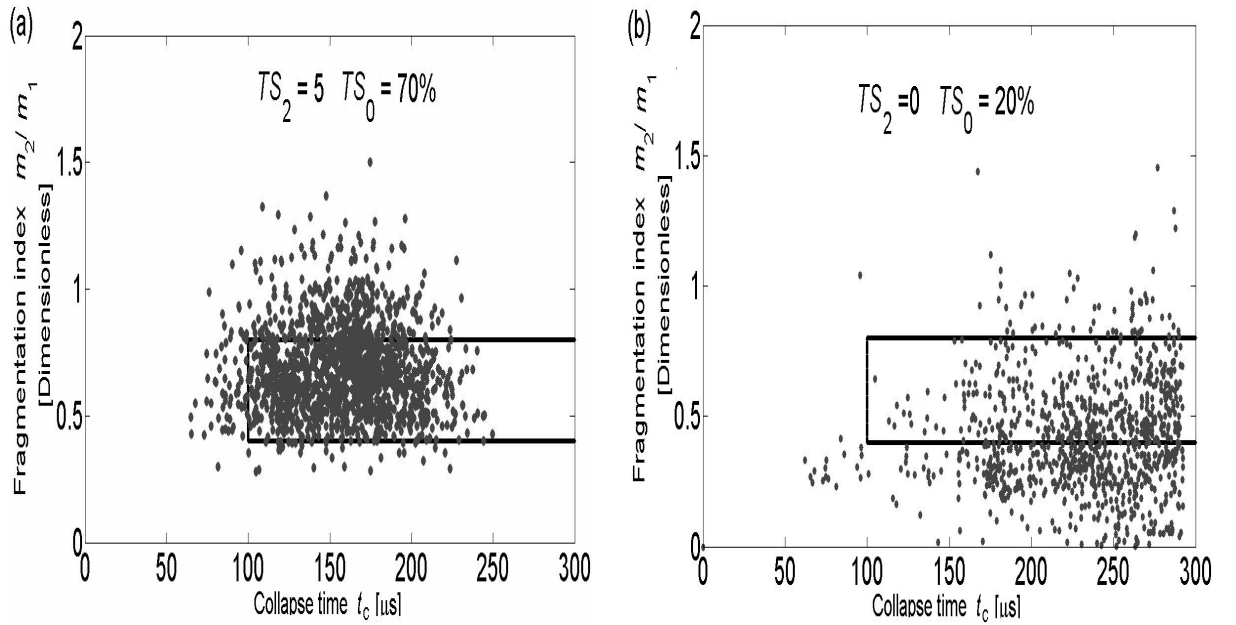 (a)
2
1.5
1
0.5
0
Fragmentation index m2/ m1
[Dimensionless]
TS2 = 5 TS0 = 70%
0 50 100 150 200 250 300
Collapse time tc [µs]
(b)
2
1.5
1
0.5
0
Fragmentation index m2/ m1
[Dimensionless]
TS2 =0 TS0 = 20%
0 50 100 150 200 250 300
Collapse time tc [µs]